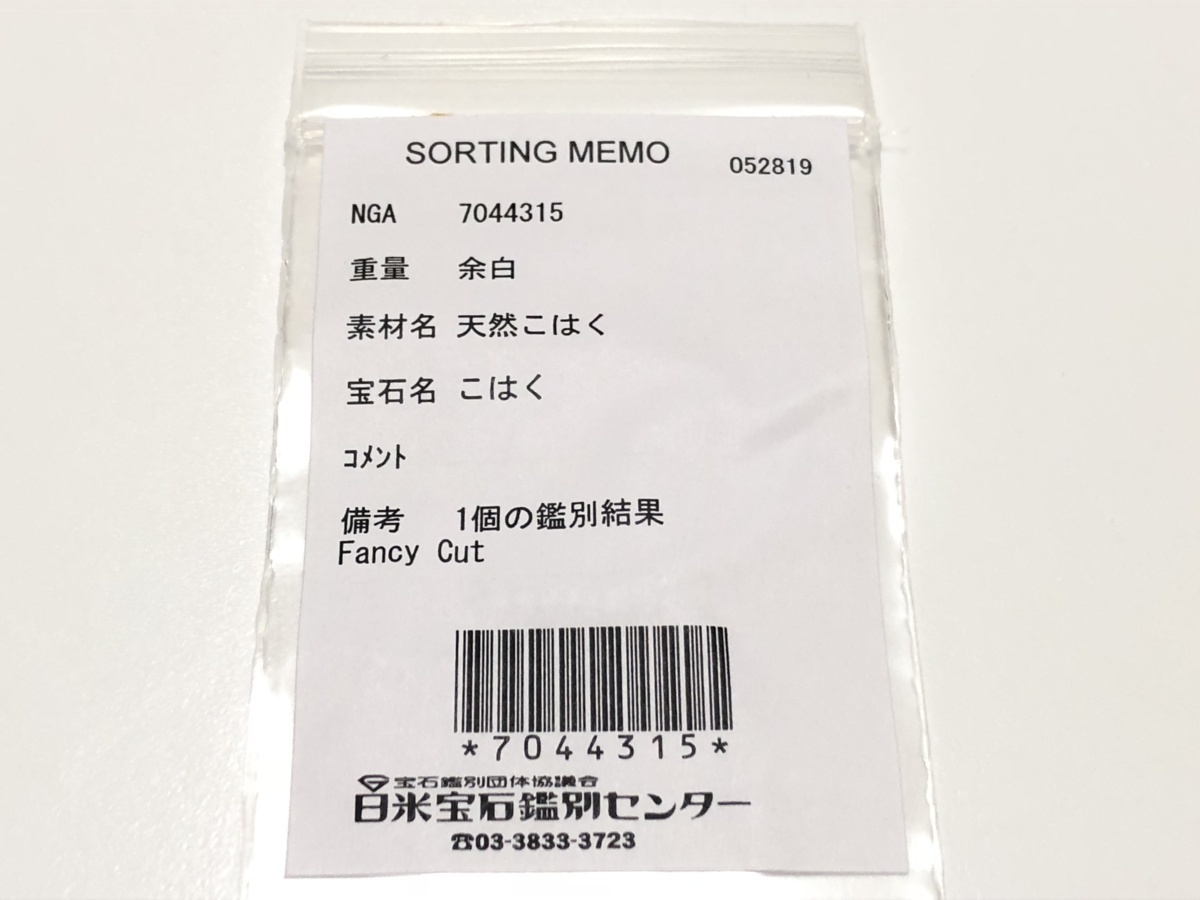 SORTING MEMO 052819
NGA 7044315
重量 余白
素材名 天然こはく
宝石名 こはく
ｺﾒﾝﾄ
備考 1個の鑑別結果
Fancy Cut
*7044315*
宝石鑑別団体協議会
日米宝石鑑別センター
☎03-3833-3723